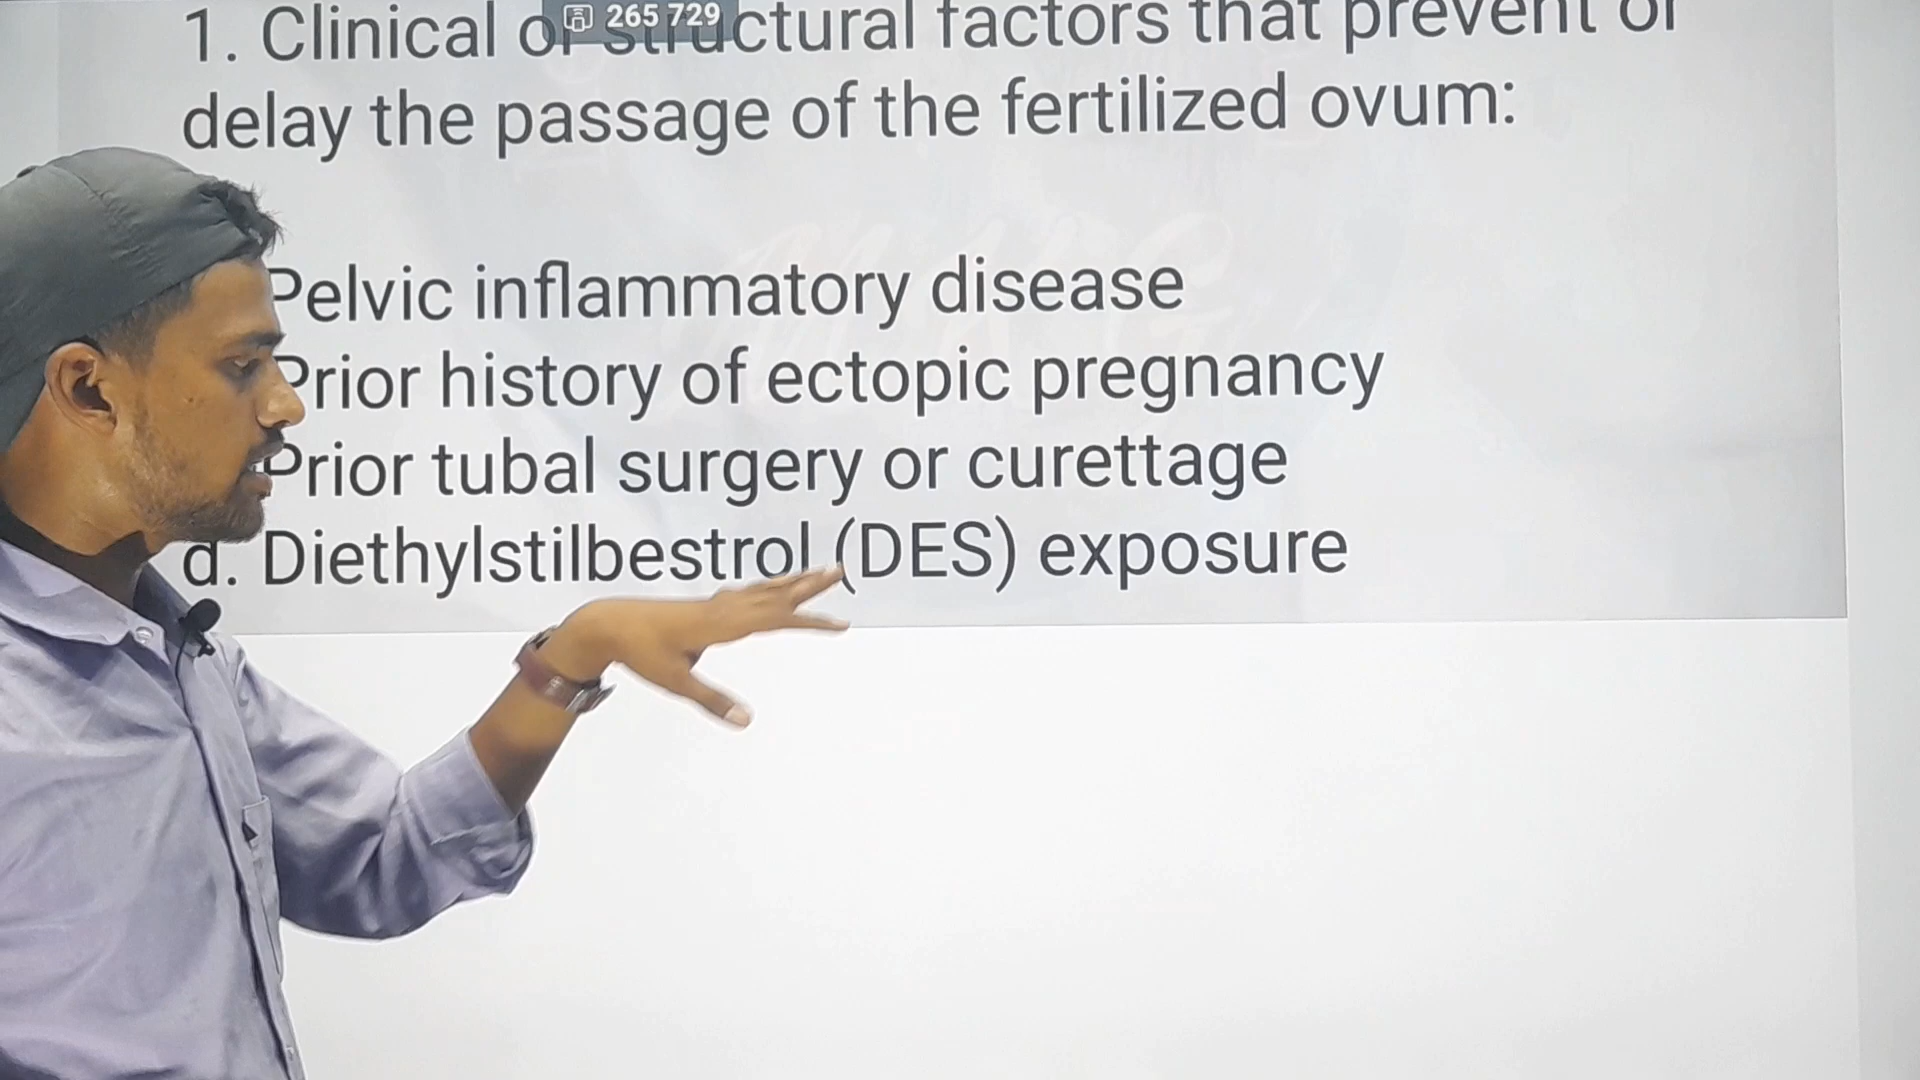 265 729
1. Clinical or structural factors that prevent or
delay the passage of the fertilized ovum:
Pelvic inflammatory disease
Prior history of ectopic pregnancy
Prior tubal surgery or curettage
d. Diethylstilbestrol (DES) exposure